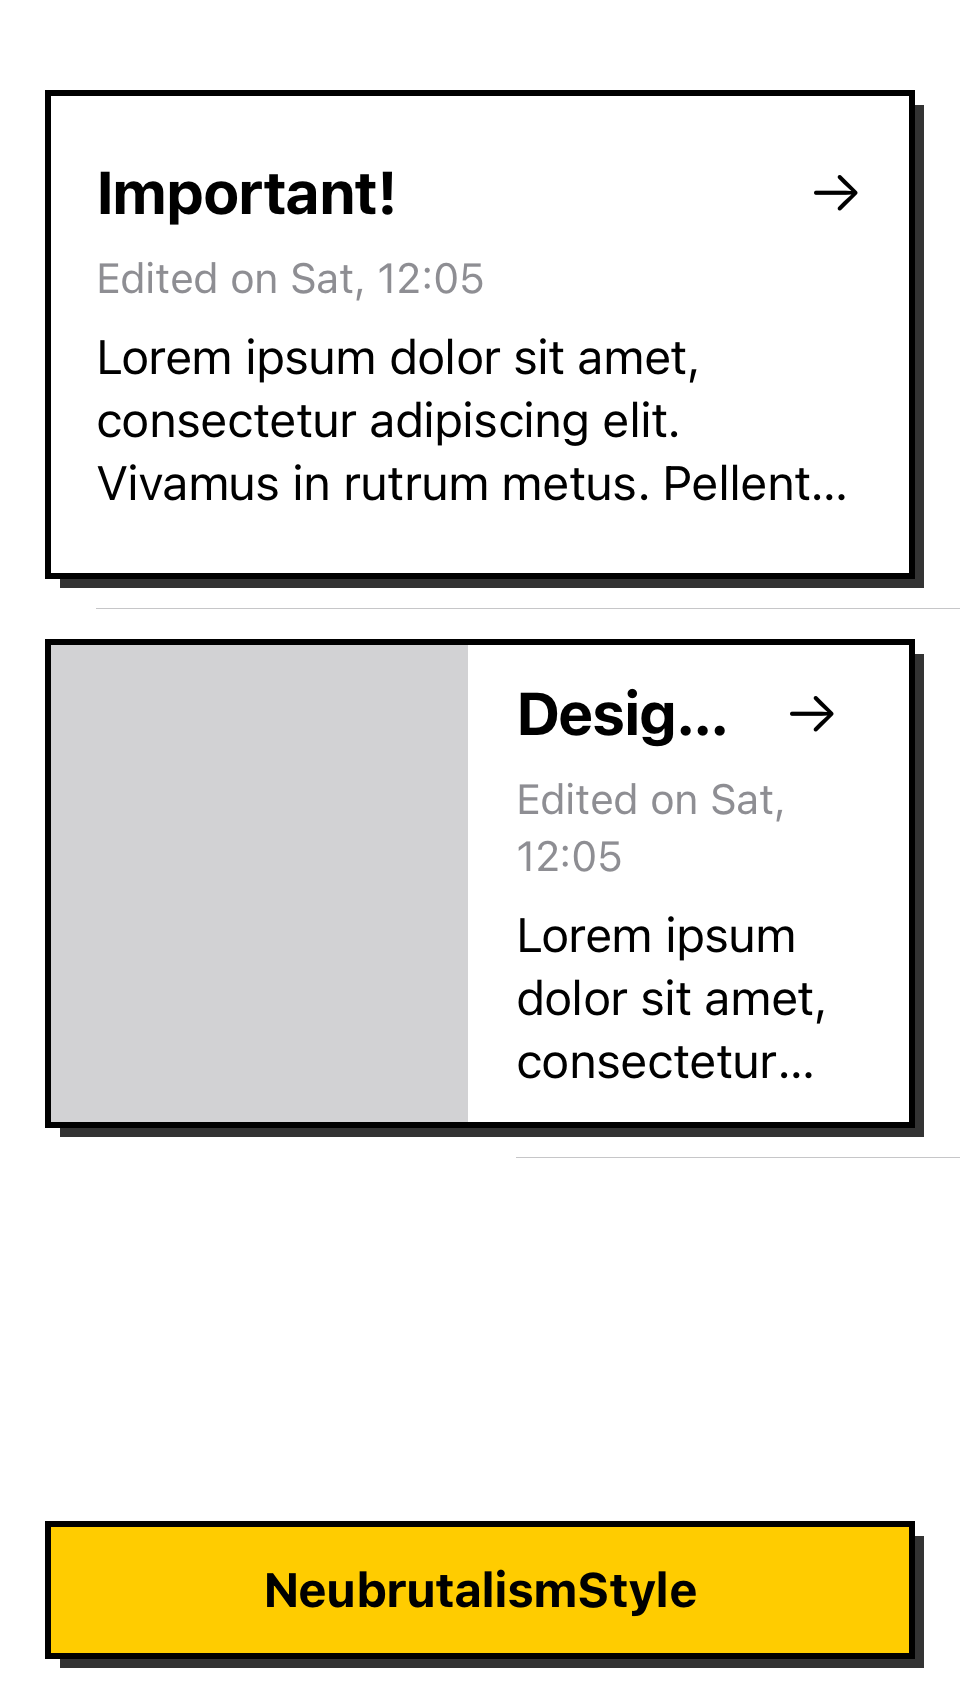 Important!
Edited on Sat, 12:05
Lorem ipsum dolor sit amet,
consectetur adipiscing elit.
Vivamus in rutrum metus. Pellent...
Desig...
Edited on Sat,
12:05
Lorem ipsum
dolor sit amet,
consectetur...
NeubrutalismStyle